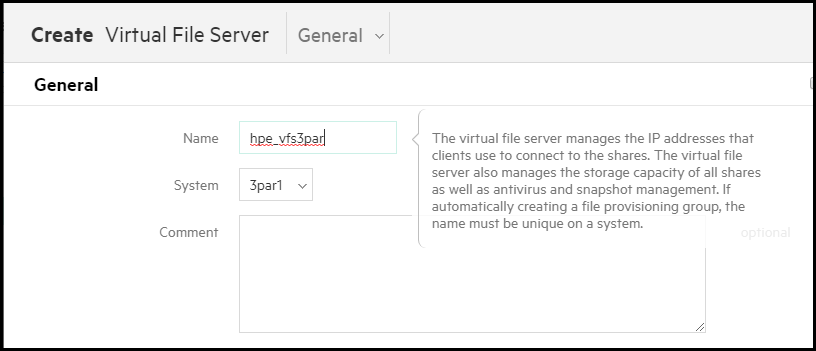 Create Virtual File Server General
General
Name hpe_vfs3par
The virtual file server manages the IP addresses that
clients use to connect to the shares. The virtual file
server also manages the storage capacity of all shares
as well as antivirus and snapshot management. If
automatically creating a file provisioning group, the
name must be unique on a system.
System 3par1
Comment
optional